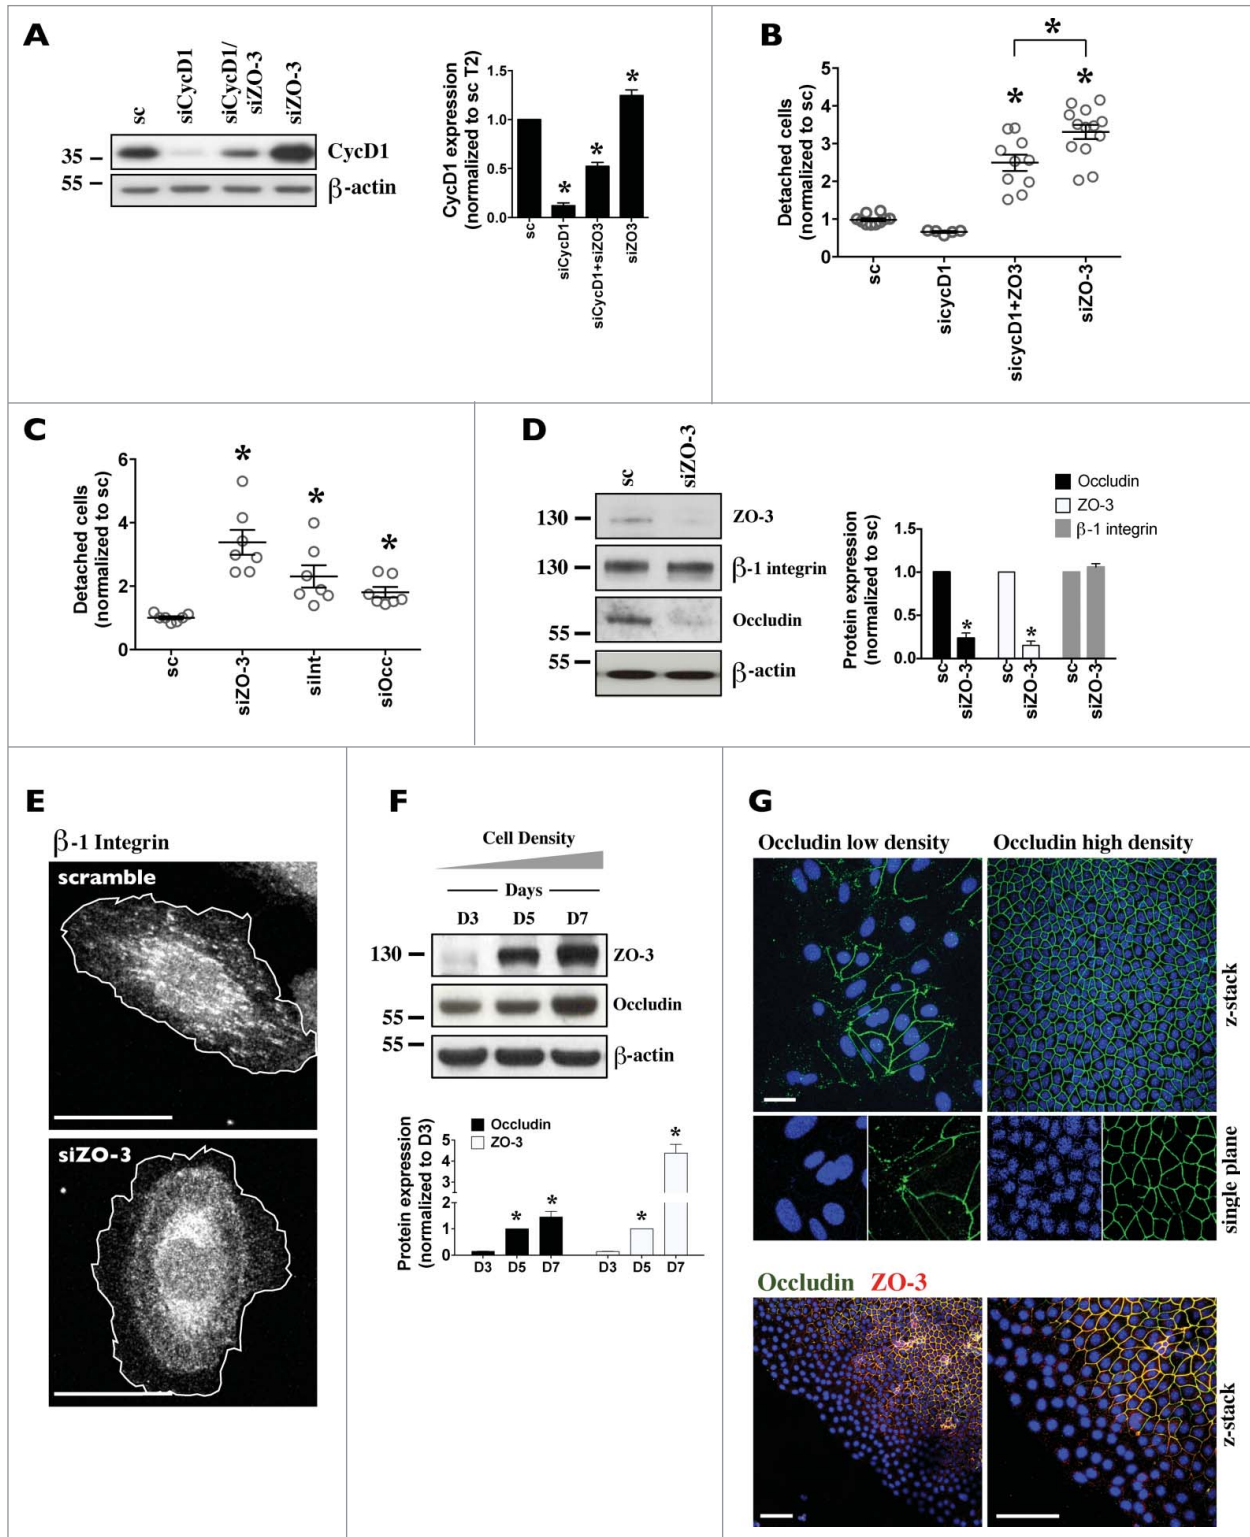 A
sc
siCycD1
siCycD1/
siZO-3
siZO-3
35
CycD1
55
β-actin
CycD1 expression
(normalized to sc T2)
1.5
1.0
0.5
0.0
sc
siCycD1
siCycD1+siZO3
siZO3
*
*
*
B
Detached cells
(normalized to sc)
5
4
3
2
1
0
*
*
*
sc
sicycD1
sicycD1+ZO3
siZO-3
C
Detached cells
(normalized to sc)
6
4
2
0
*
*
*
sc
siZO-3
siInt
siOcc
D
sc
siZO-3
130
ZO-3
130
β-1 integrin
55
Occludin
55
β-actin
Occludin
ZO-3
β-1 integrin
Protein expression
(normalized to sc)
1.5
1.0
0.5
0.0
*
*
sc
siZO-3
sc
siZO-3
sc
siZO-3
E
β-1 Integrin
scramble
siZO-3
F
Cell Density
Days
D3 D5 D7
130
ZO-3
55
Occludin
55
β-actin
Protein expression
(normalized to D3)
Occludin
ZO-3
5
4
3
2
1
0
*
*
*
*
D3 D5 D7 D3 D5 D7
G
Occludin low density
Occludin high density
z-stack
single plane
Occludin ZO-3
z-stack